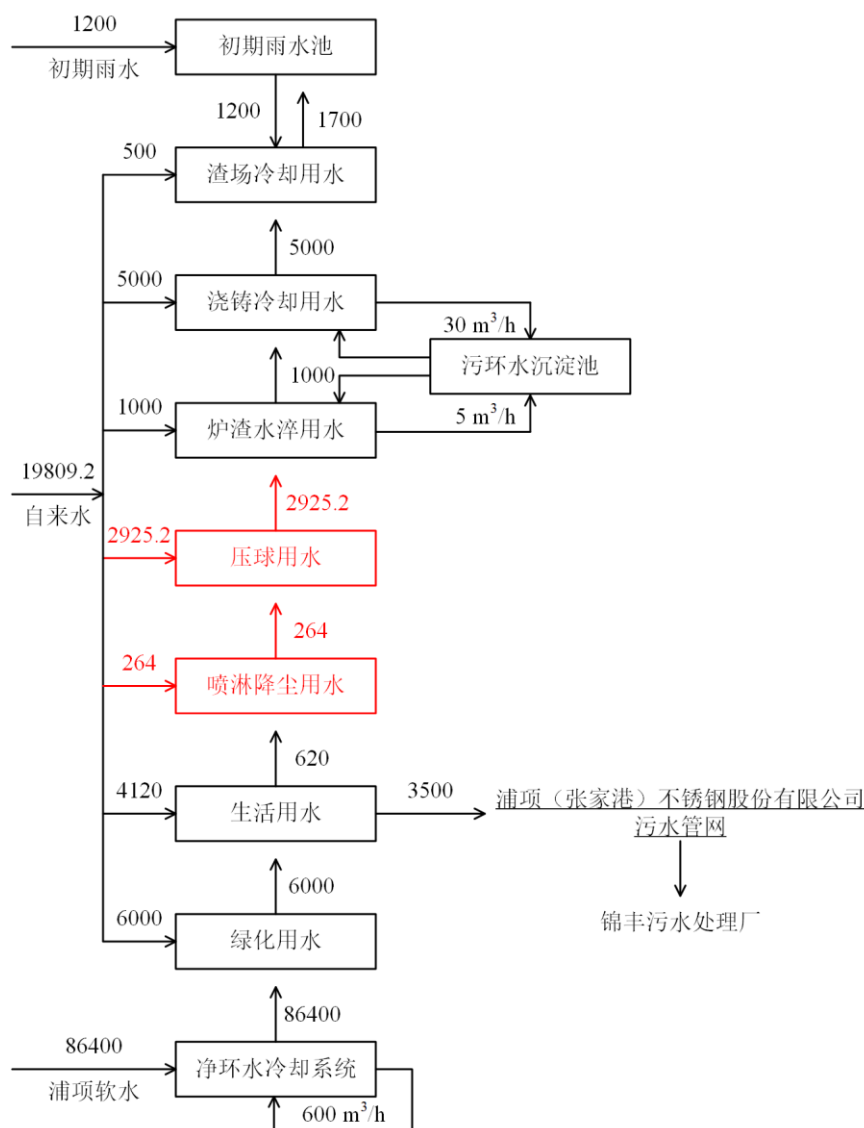 1200
初期雨水
初期雨水池
1200
1700
500
渣场冷却用水
5000
5000
浇铸冷却用水
30 m³/h
污环水沉淀池
1000
1000
炉渣水淬用水
5 m³/h
19809.2
自来水
2925.2
2925.2
压球用水
264
264
喷淋降尘用水
620
4120
生活用水
3500
浦项（张家港）不锈钢股份有限公司
污水管网
锦丰污水处理厂
6000
6000
绿化用水
86400
86400
浦项软水
净环水冷却系统
600 m³/h